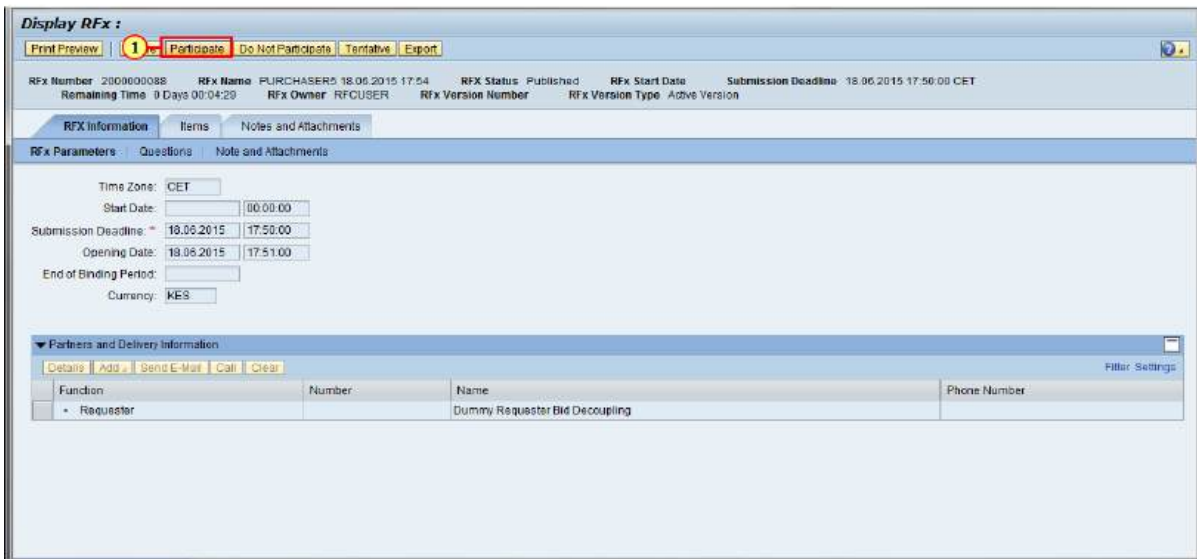 Display RFx :
Print Preview | 1 Participate Do Not Participate Tentative Export
RFx Number 2000000088 RFx Name PURCHASER5 18.06.2015 17:54 RFX Status Published RFx Start Date Submission Deadline 18.06.2015 17:50:00 CET
Remaining Time 0 Days 00:04:29 RFx Owner RFCUSER RFx Version Number RFx Version Type Active Version
RFX Information Items Notes and Attachments
RFx Parameters | Questions | Note and Attachments
Time Zone: CET
Start Date: 00:00:00
Submission Deadline: * 18.06.2015 17:50:00
Opening Date: 18.06.2015 17:51:00
End of Binding Period:
Currency: KES
Partners and Delivery Information
Details Add Send E-Mail Call Clear Filter Settings
Function Number Name Phone Number
• Requester Dummy Requester Bid Decoupling